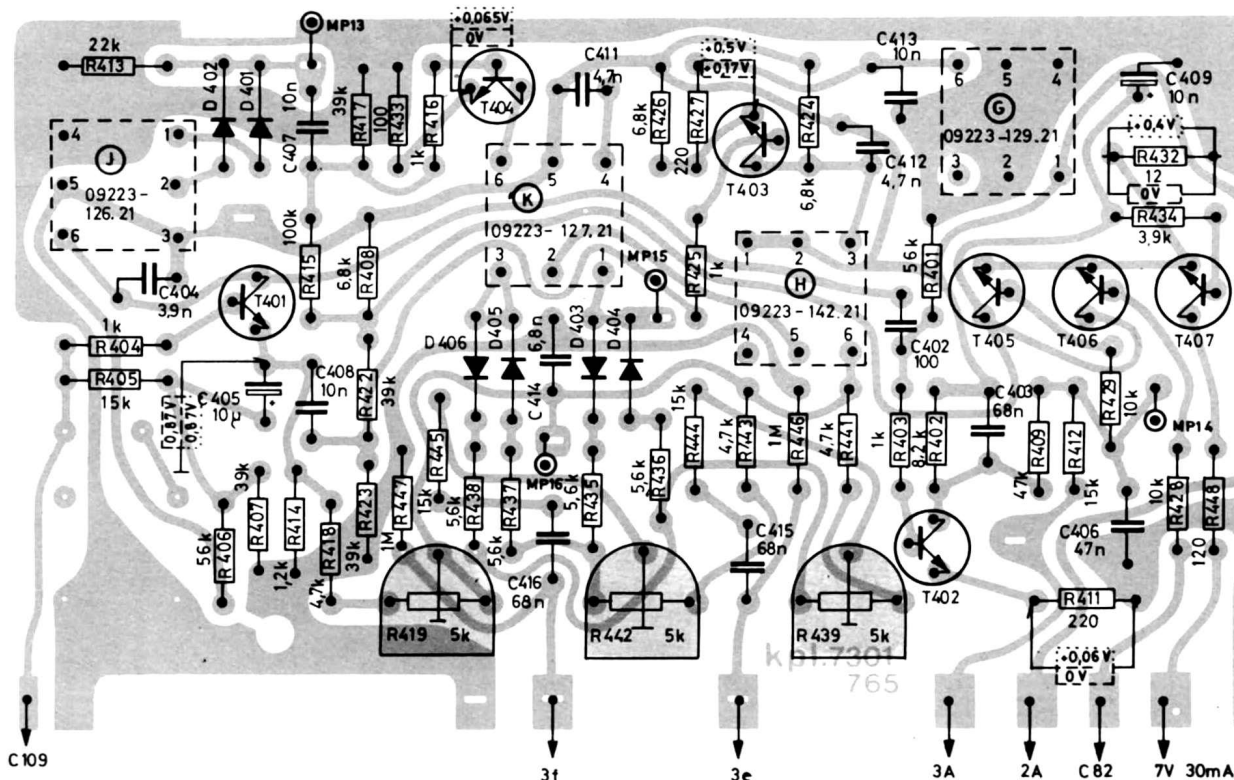 MP13
+0,065V
0V
22k
R413
D402
D401
10n
C407
39k
R417
100
R433
1k
R416
T404
C411
4,7n
6,8k
R426
220
R427
+0,5V
+0,17V
T403
R424
6,8k
C413
10n
C412
4,7n
6 5 4
G
09223-129.21
3 2 1
C409
10n
+0,4V
R432
12
0V
R434
3,9k
4 1
J
5 2
09223-
126.21
6 3
C404
3,9n
T401
100k
R415
6,8k
R408
6 5 4
K
09223-127.21
3 2 1
MP15
R425
1k
1 2 3
H
09223-142.21
4 5 6
56k
R401
C402
100
T405
T406
T407
1k
R404
R405
15k
0,87V
0,87V
C405
10µ
C408
10n
R422
39k
D406
D405
6,8n
C414
D403
D404
R445
15k
MP16
15k
R444
4,7k
R443
1M
R446
4,7k
R441
1k
R403
8,2k
R402
C403
68n
R409
47k
R412
15k
R429
10k
MP14
56k
R406
39k
R407
R414
1,2k
R418
4,7k
R423
39k
R447
1M
R438
5,6k
R437
5,6k
5,6k
R435
5,6k
R436
C416
68n
C415
68n
T402
C406
47n
10k
R428
R448
120
R419 5k
R442 5k
R439 5k
R411
220
+0,06V
0V
kpl.7301
765
C109
3f
3e
3A
2A
C82
7V 30mA